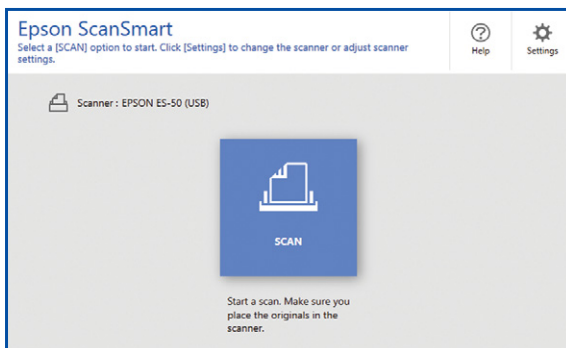 Epson ScanSmart
Select a [SCAN] option to start. Click [Settings] to change the scanner or adjust scanner
settings.
Help
Settings
Scanner : EPSON ES-50 (USB)
SCAN
Start a scan. Make sure you
place the originals in the
scanner.